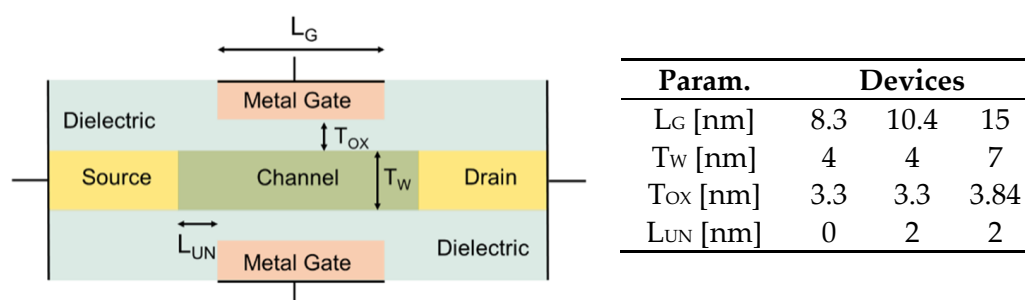 LG
Metal Gate
Dielectric
TOX
Source
Channel
TW
Drain
LUN
Metal Gate
Dielectric
Param. Devices
LG [nm] 8.3 10.4 15
TW [nm] 4 4 7
TOX [nm] 3.3 3.3 3.84
LUN [nm] 0 2 2